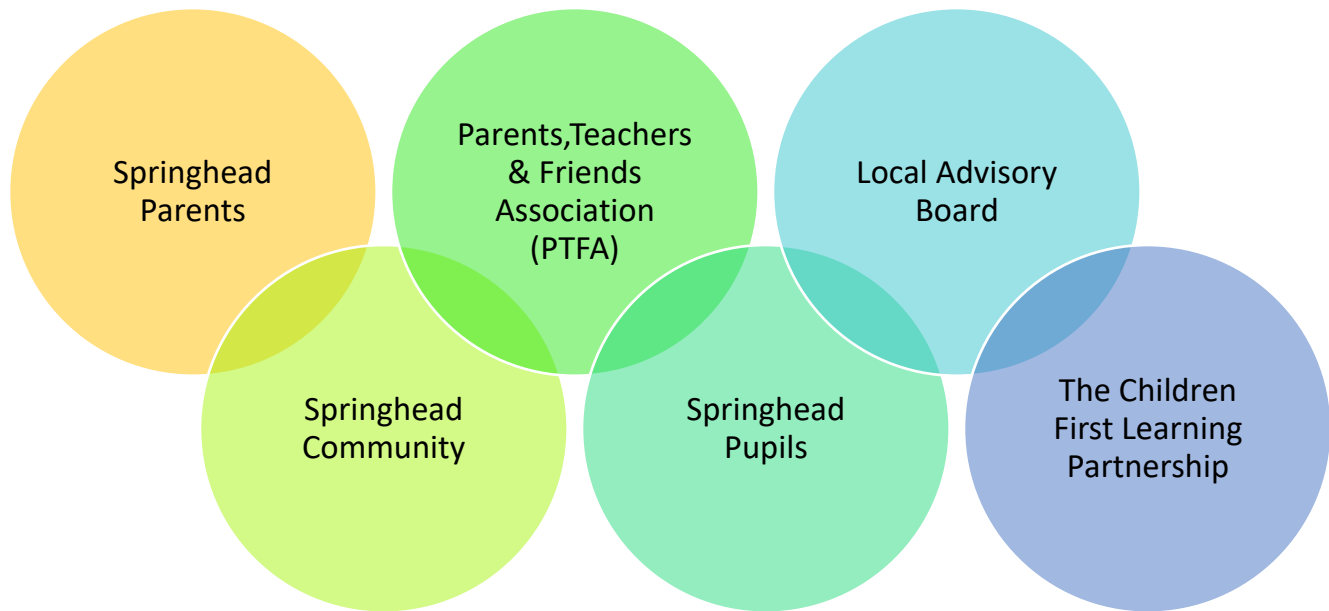 Springhead
Parents
Parents,Teachers
& Friends
Association
(PTFA)
Local Advisory
Board
Springhead
Community
Springhead
Pupils
The Children
First Learning
Partnership